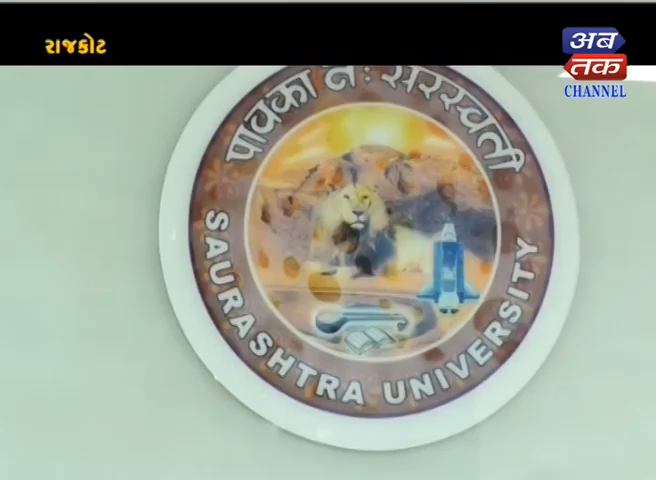 રાજકોટ
अब
तक
CHANNEL
पावका नः सरस्वती
SAURASHTRA UNIVERSITY